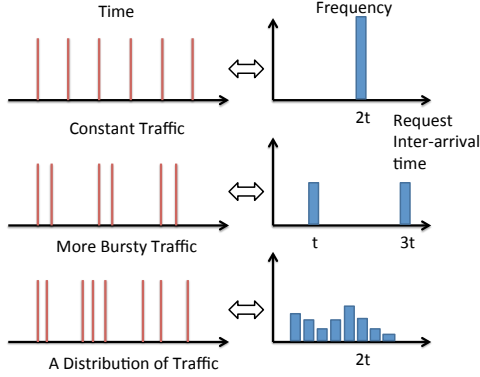 Time
Frequency
2t
Constant Traffic
Request
Inter-arrival
time
t
3t
More Bursty Traffic
2t
A Distribution of Traffic